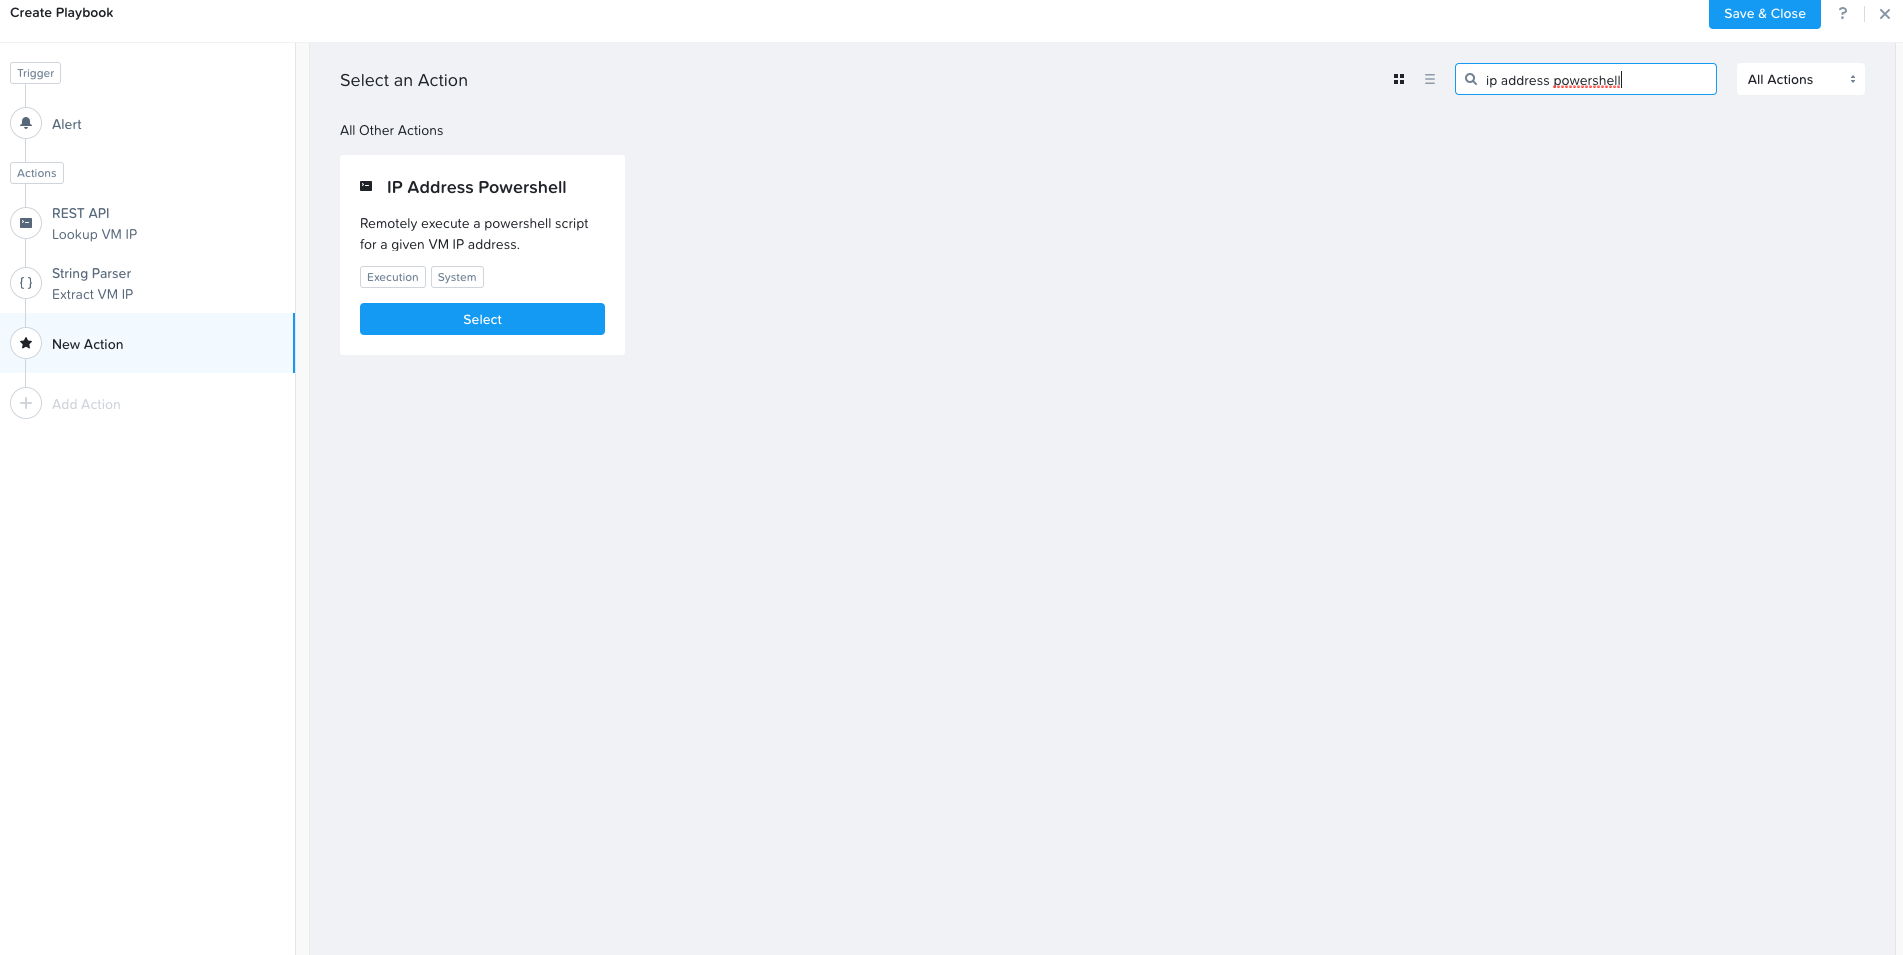 Create Playbook
Save & Close
?
Trigger
Alert
Actions
REST API
Lookup VM IP
String Parser
{ }
Extract VM IP
New Action
Add Action
Select an Action
ip address powershell
All Actions
All Other Actions
IP Address Powershell
Remotely execute a powershell script
for a given VM IP address.
Execution System
Select